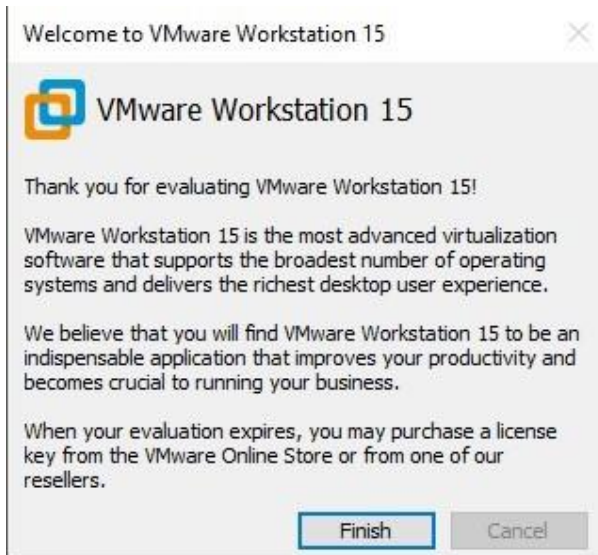 Welcome to VMware Workstation 15
VMware Workstation 15
Thank you for evaluating VMware Workstation 15!
VMware Workstation 15 is the most advanced virtualization
software that supports the broadest number of operating
systems and delivers the richest desktop user experience.
We believe that you will find VMware Workstation 15 to be an
indispensable application that improves your productivity and
becomes crucial to running your business.
When your evaluation expires, you may purchase a license
key from the VMware Online Store or from one of our
resellers.
Finish Cancel